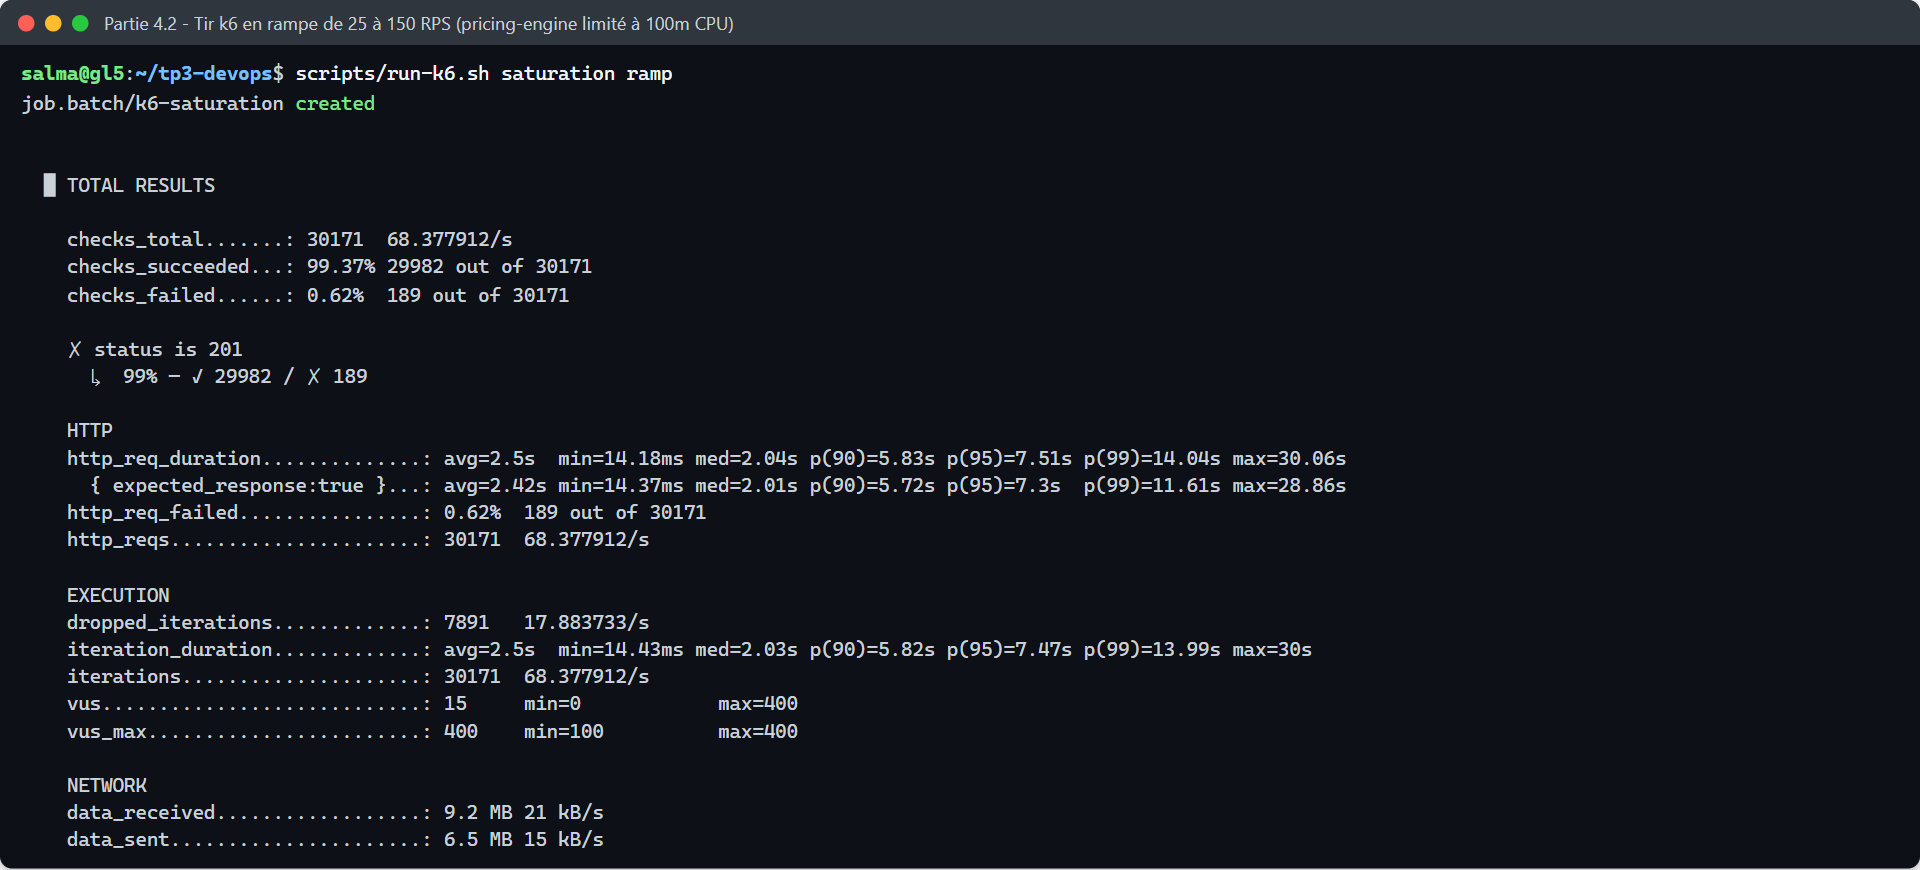 Partie 4.2 - Tir k6 en rampe de 25 à 150 RPS (pricing-engine limité à 100m CPU)
salma@gl5:~/tp3-devops$ scripts/run-k6.sh saturation ramp
job.batch/k6-saturation created
█ TOTAL RESULTS
checks_total.......: 30171  68.377912/s
checks_succeeded...: 99.37% 29982 out of 30171
checks_failed......: 0.62%  189 out of 30171
✗ status is 201
↳  99% — ✓ 29982 / ✗ 189
HTTP
http_req_duration..............: avg=2.5s  min=14.18ms med=2.04s p(90)=5.83s p(95)=7.51s p(99)=14.04s max=30.06s
{ expected_response:true }...: avg=2.42s min=14.37ms med=2.01s p(90)=5.72s p(95)=7.3s  p(99)=11.61s max=28.86s
http_req_failed................: 0.62%  189 out of 30171
http_reqs......................: 30171  68.377912/s
EXECUTION
dropped_iterations.............: 7891   17.883733/s
iteration_duration.............: avg=2.5s  min=14.43ms med=2.03s p(90)=5.82s p(95)=7.47s p(99)=13.99s max=30s
iterations.....................: 30171  68.377912/s
vus............................: 15     min=0            max=400
vus_max........................: 400    min=100          max=400
NETWORK
data_received..................: 9.2 MB 21 kB/s
data_sent......................: 6.5 MB 15 kB/s